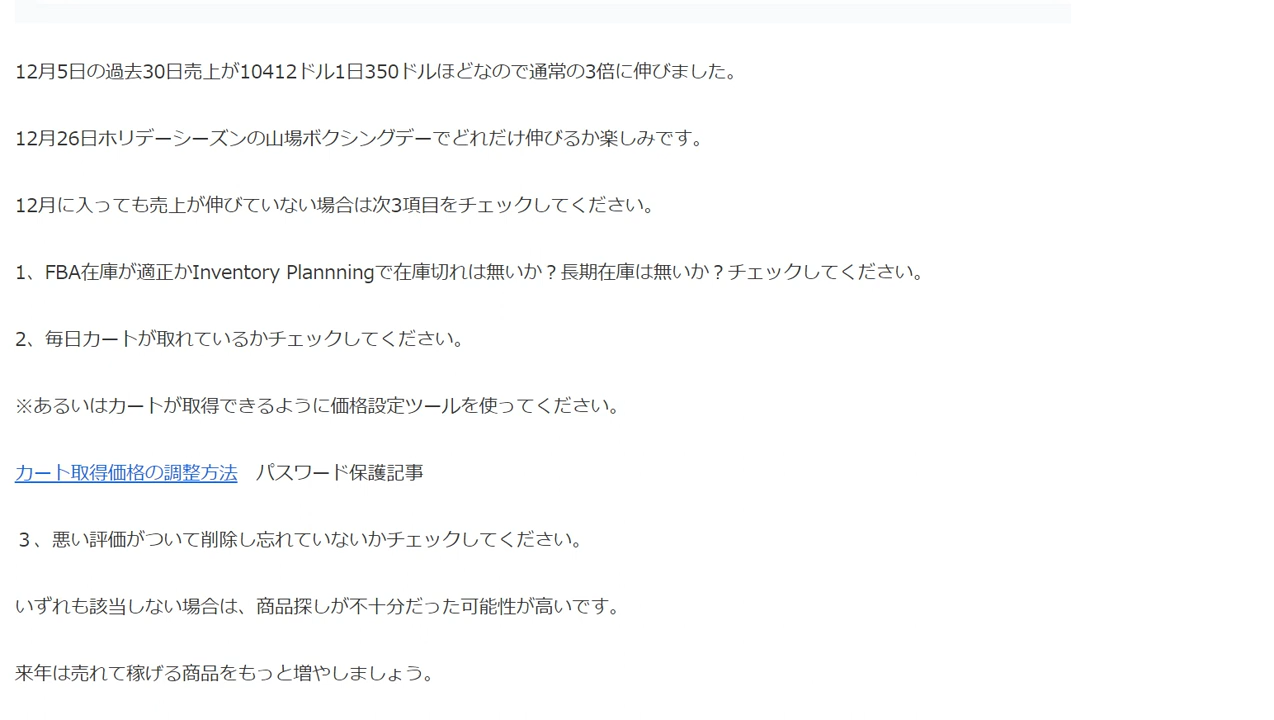 12月5日の過去30日売上が10412ドル1日350ドルほどなので通常の3倍に伸びました。
12月26日ホリデーシーズンの山場ボクシングデーでどれだけ伸びるか楽しみです。
12月に入っても売上が伸びていない場合は次3項目をチェックしてください。
1、FBA在庫が適正かInventory Plannningで在庫切れは無いか？長期在庫は無いか？チェックしてください。
2、毎日カートが取れているかチェックしてください。
※あるいはカートが取得できるように価格設定ツールを使ってください。
カート取得価格の調整方法　パスワード保護記事
３、悪い評価がついて削除し忘れていないかチェックしてください。
いずれも該当しない場合は、商品探しが不十分だった可能性が高いです。
来年は売れて稼げる商品をもっと増やしましょう。